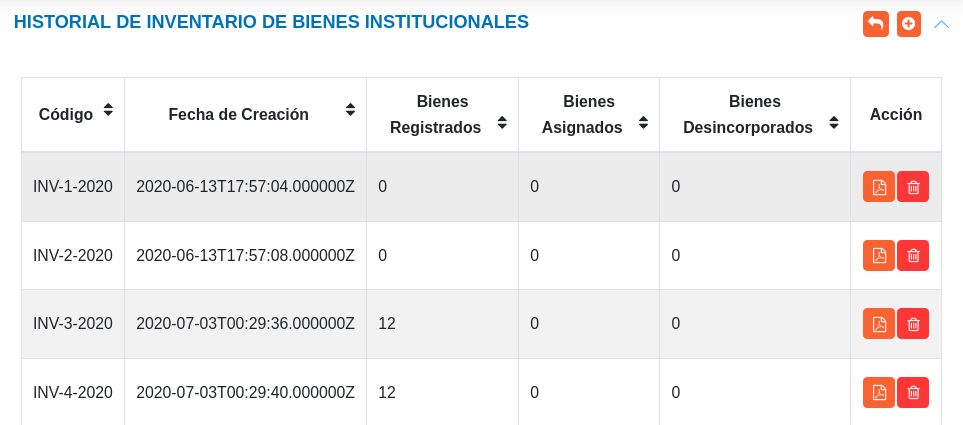 HISTORIAL DE INVENTARIO DE BIENES INSTITUCIONALES
Código Fecha de Creación Bienes Registrados Bienes Asignados Bienes Desincorporados Acción
INV-1-2020 2020-06-13T17:57:04.000000Z 0 0 0
INV-2-2020 2020-06-13T17:57:08.000000Z 0 0 0
INV-3-2020 2020-07-03T00:29:36.000000Z 12 0 0
INV-4-2020 2020-07-03T00:29:40.000000Z 12 0 0